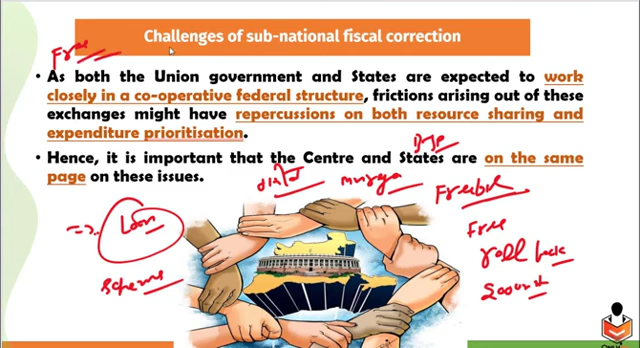 Challenges of sub-national fiscal correction
Free
• As both the Union government and States are expected to work
closely in a co-operative federal structure, frictions arising out of these
exchanges might have repercussions on both resource sharing and
expenditure prioritisation.
• Hence, it is important that the Centre and States are on the same
page on these issues.
Loan
Scheme
Free
roll back